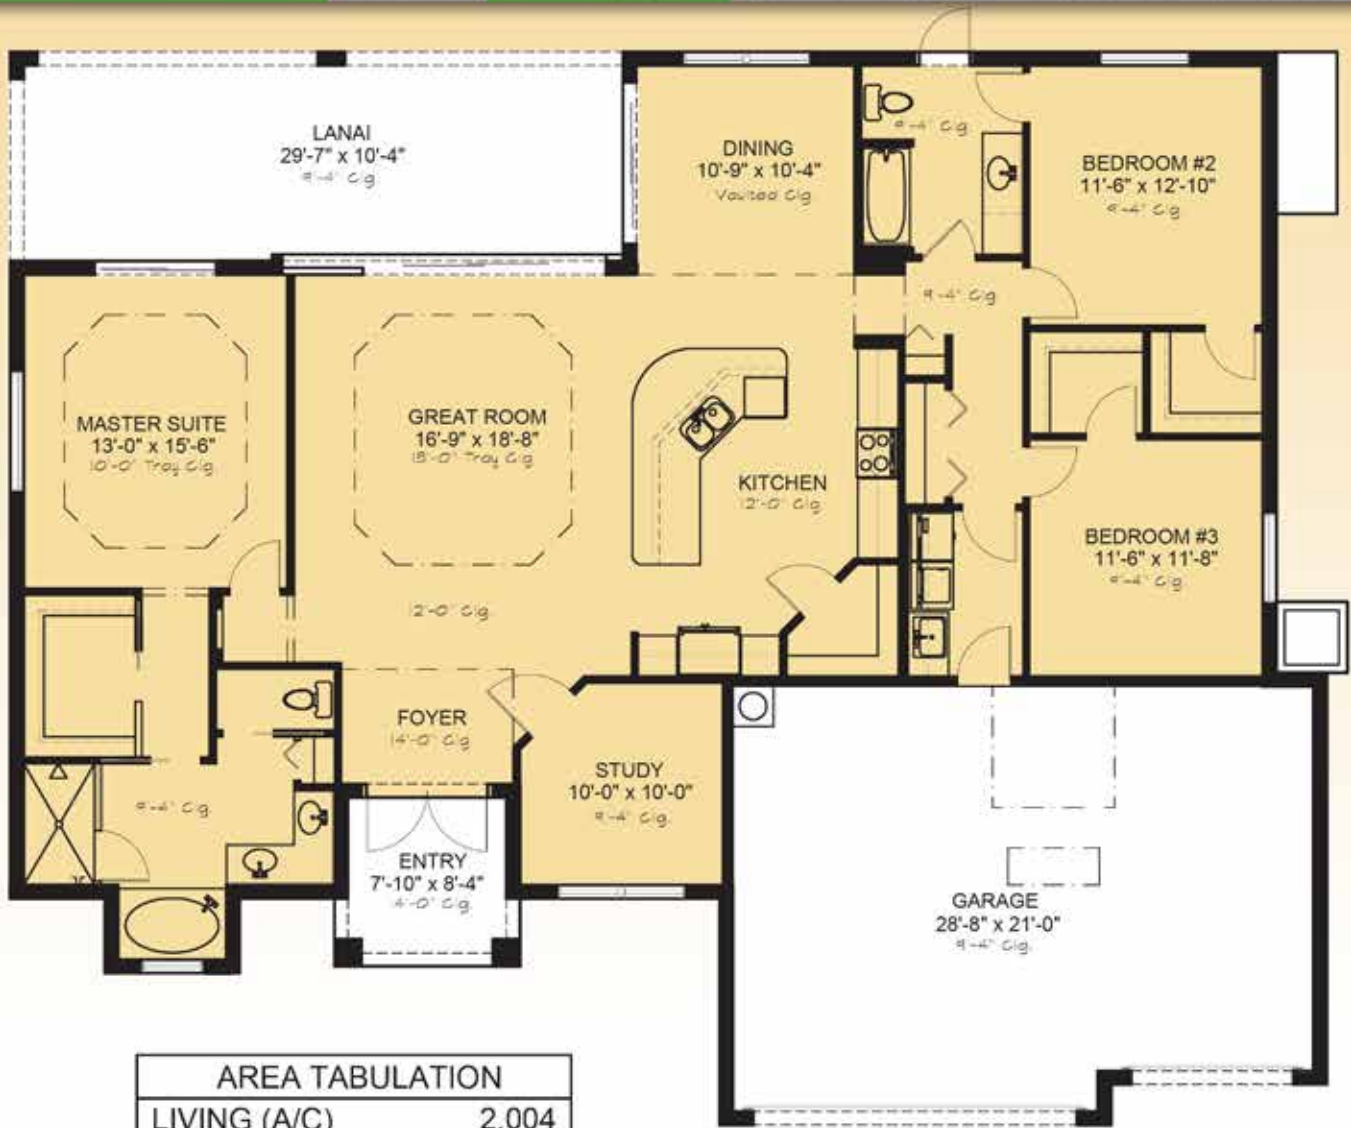 LANAI
29'-7" x 10'-4"
9'-4" Clg
DINING
10'-9" x 10'-4"
Vaulted Clg
9'-4" Clg
BEDROOM #2
11'-6" x 12'-10"
9'-4" Clg
9'-4" Clg
MASTER SUITE
13'-0" x 15'-6"
10'-0" Tray Clg
GREAT ROOM
16'-9" x 18'-8"
Tray Clg
KITCHEN
12'-0" Clg
BEDROOM #3
11'-6" x 11'-8"
9'-4" Clg.
12'-0" Clg.
FOYER
14'-0" Clg
STUDY
10'-0" x 10'-0"
9'-4" Clg.
9'-4" Clg
ENTRY
7'-10" x 8'-4"
Clg.
GARAGE
28'-8" x 21'-0"
9'-4" Clg.
AREA TABULATION
LIVING (A/C) 2,004